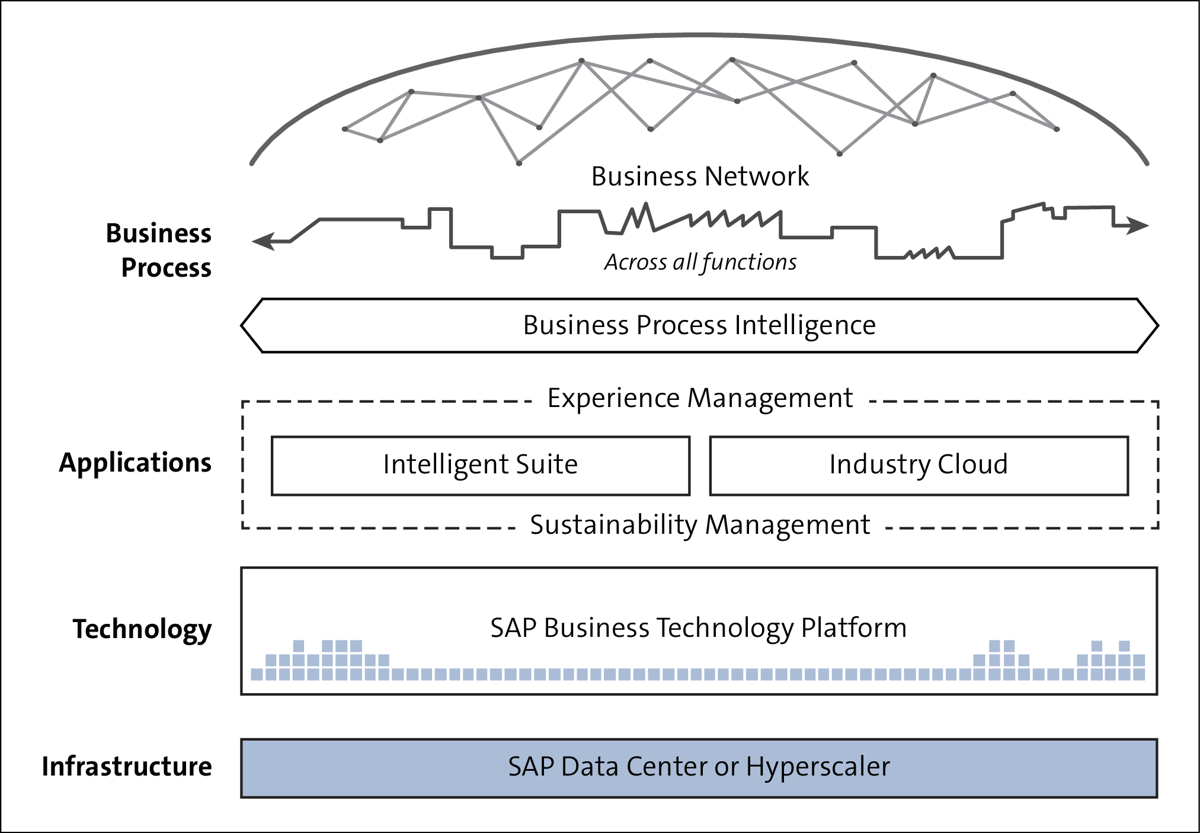 Business Network
Business
Process
Across all functions
Business Process Intelligence
Experience Management
Applications
Intelligent Suite
Industry Cloud
Sustainability Management
Technology
SAP Business Technology Platform
Infrastructure
SAP Data Center or Hyperscaler